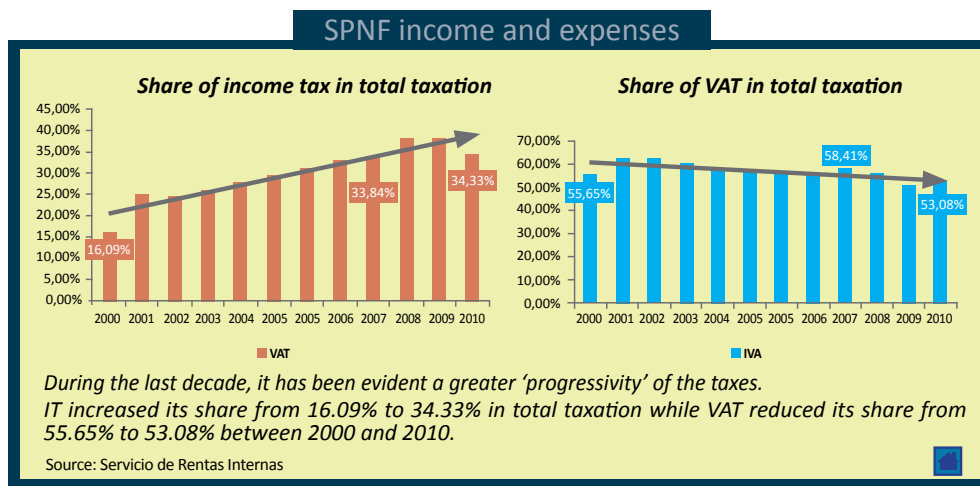 SPNF income and expenses
Share of income tax in total taxation
45,00%
40,00%
35,00%
30,00%
25,00%
20,00%
15,00%
10,00%
5,00%
0,00%
16,09%
33,84%
34,33%
2000 2001 2002 2003 2004 2005 2005 2006 2007 2008 2009 2010
VAT
Share of VAT in total taxation
70,00%
60,00%
50,00%
40,00%
30,00%
20,00%
10,00%
0,00%
55,65%
58,41%
53,08%
2000 2001 2002 2003 2004 2005 2005 2006 2007 2008 2009 2010
IVA
During the last decade, it has been evident a greater ‘progressivity’ of the taxes.
IT increased its share from 16.09% to 34.33% in total taxation while VAT reduced its share from
55.65% to 53.08% between 2000 and 2010.
Source: Servicio de Rentas Internas